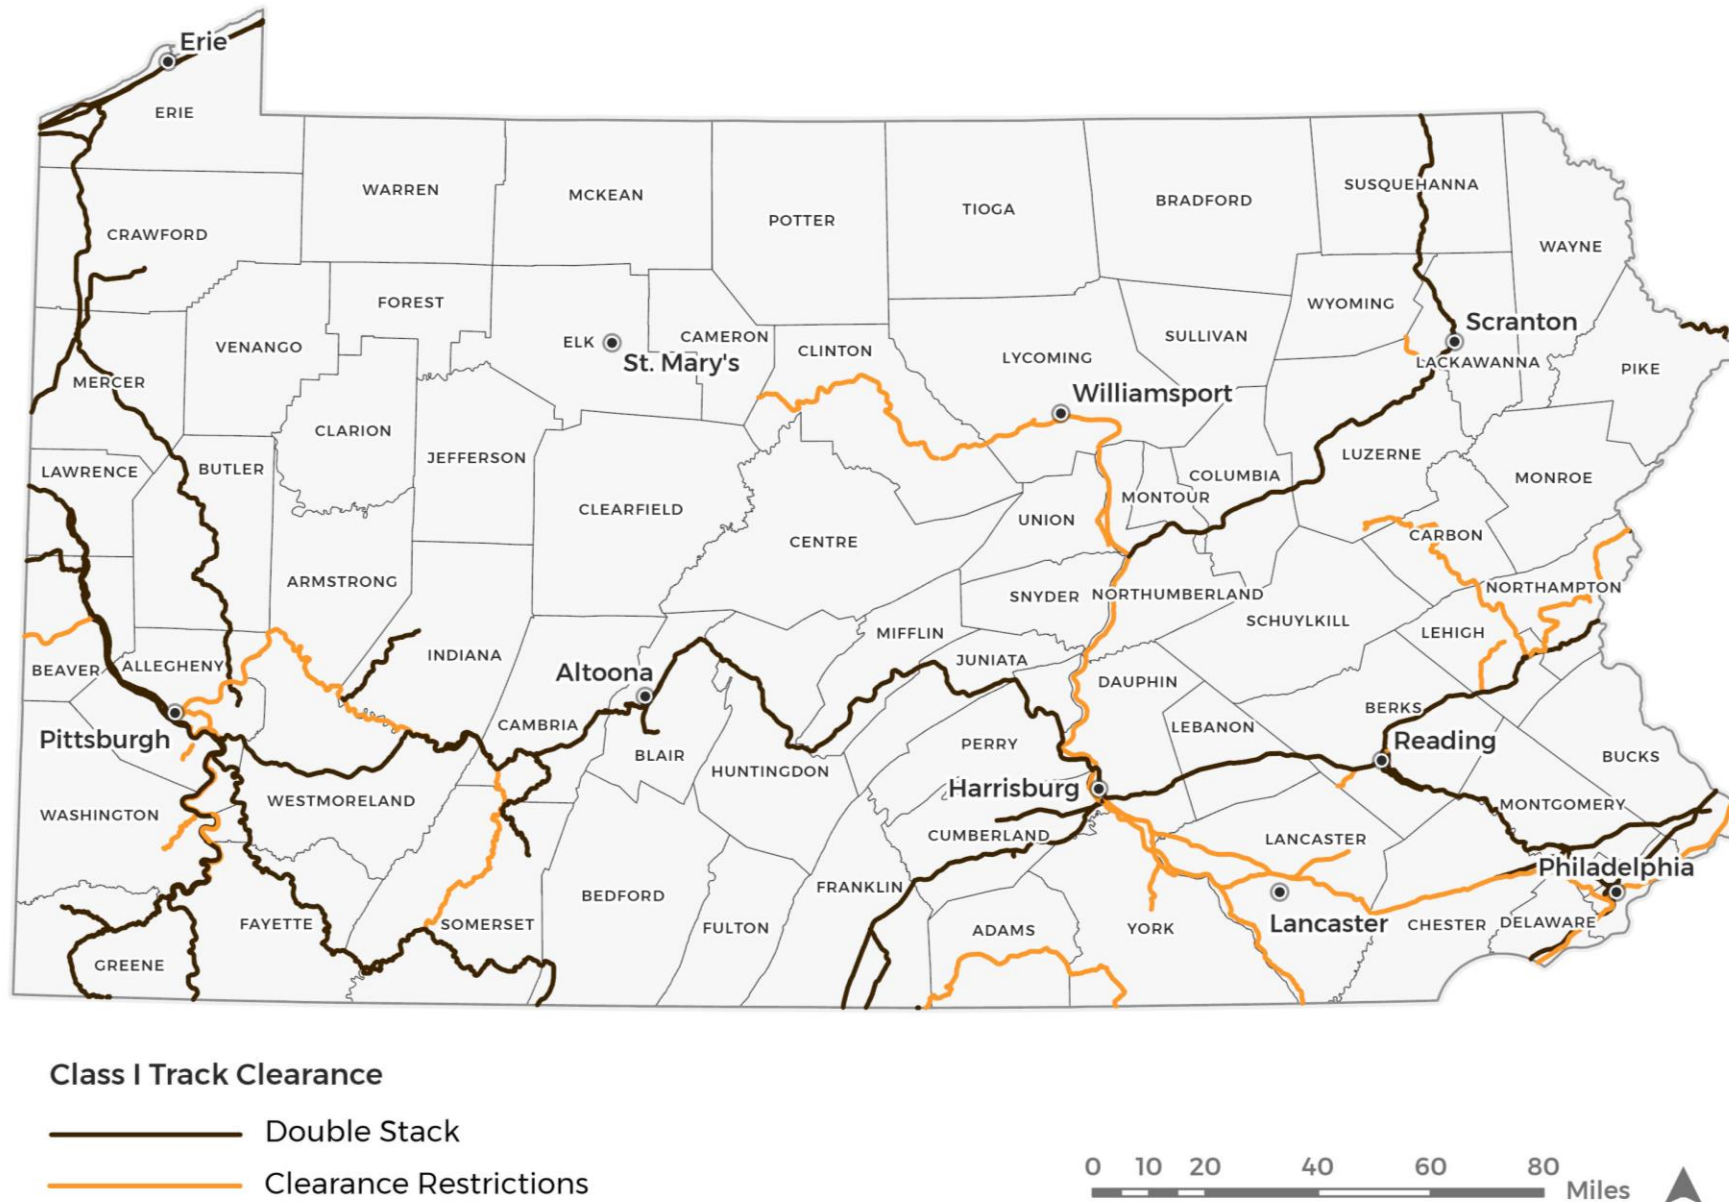 Erie
ERIE
WARREN
MCKEAN
POTTER
TIOGA
BRADFORD
SUSQUEHANNA
WAYNE
CRAWFORD
FOREST
VENANGO
ELK
St. Mary's
CAMERON
CLINTON
LYCOMING
SULLIVAN
WYOMING
Scranton
LACKAWANNA
PIKE
MERCER
Williamsport
CLARION
JEFFERSON
LAWRENCE
BUTLER
CLEARFIELD
CENTRE
UNION
MONTOUR
COLUMBIA
LUZERNE
MONROE
CARBON
ARMSTRONG
SNYDER
NORTHUMBERLAND
NORTHAMPTON
SCHUYLKILL
LEHIGH
MIFFLIN
JUNIATA
BEAVER
ALLEGHENY
INDIANA
Altoona
DAUPHIN
CAMBRIA
LEBANON
BERKS
Pittsburgh
BLAIR
PERRY
Reading
BUCKS
HUNTINGDON
Harrisburg
WASHINGTON
WESTMORELAND
MONTGOMERY
CUMBERLAND
LANCASTER
Philadelphia
FRANKLIN
BEDFORD
FULTON
FAYETTE
SOMERSET
ADAMS
YORK
Lancaster
CHESTER
DELAWARE
GREENE
Class I Track Clearance
Double Stack
Clearance Restrictions
0 10 20 40 60 80
Miles